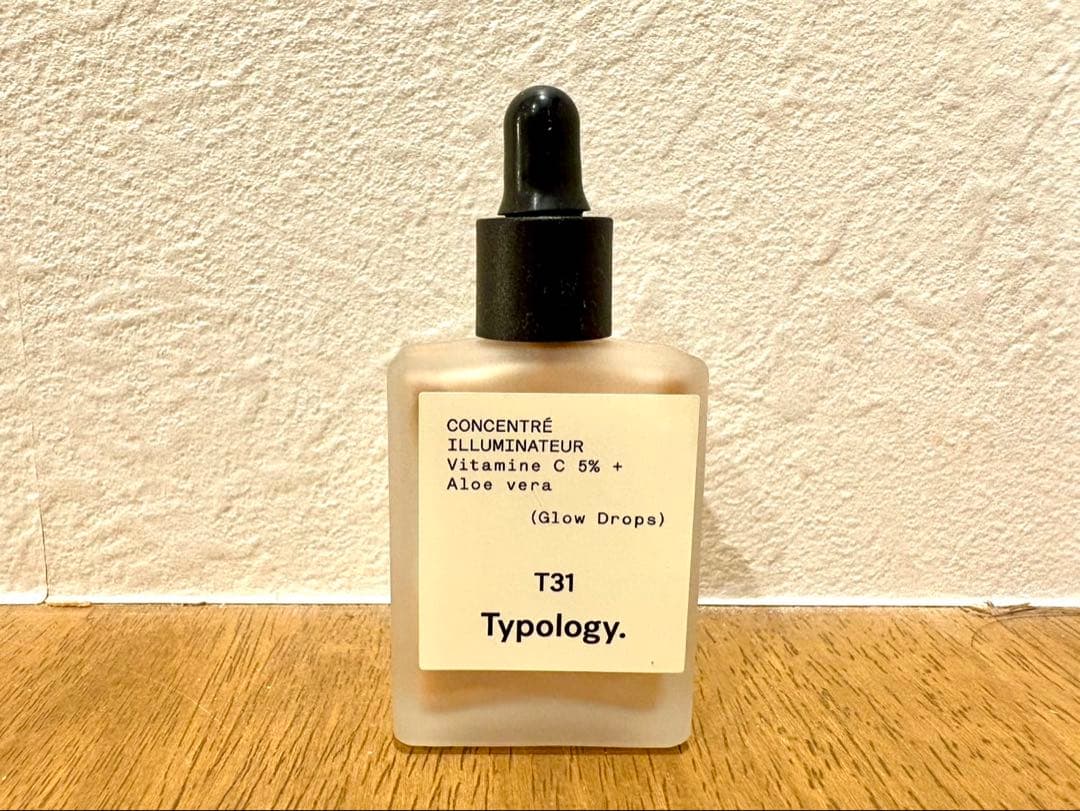 CONCENTRÉ
ILLUMINATEUR
Vitamine C 5% +
Aloe vera
(Glow Drops)
T31
Typology.